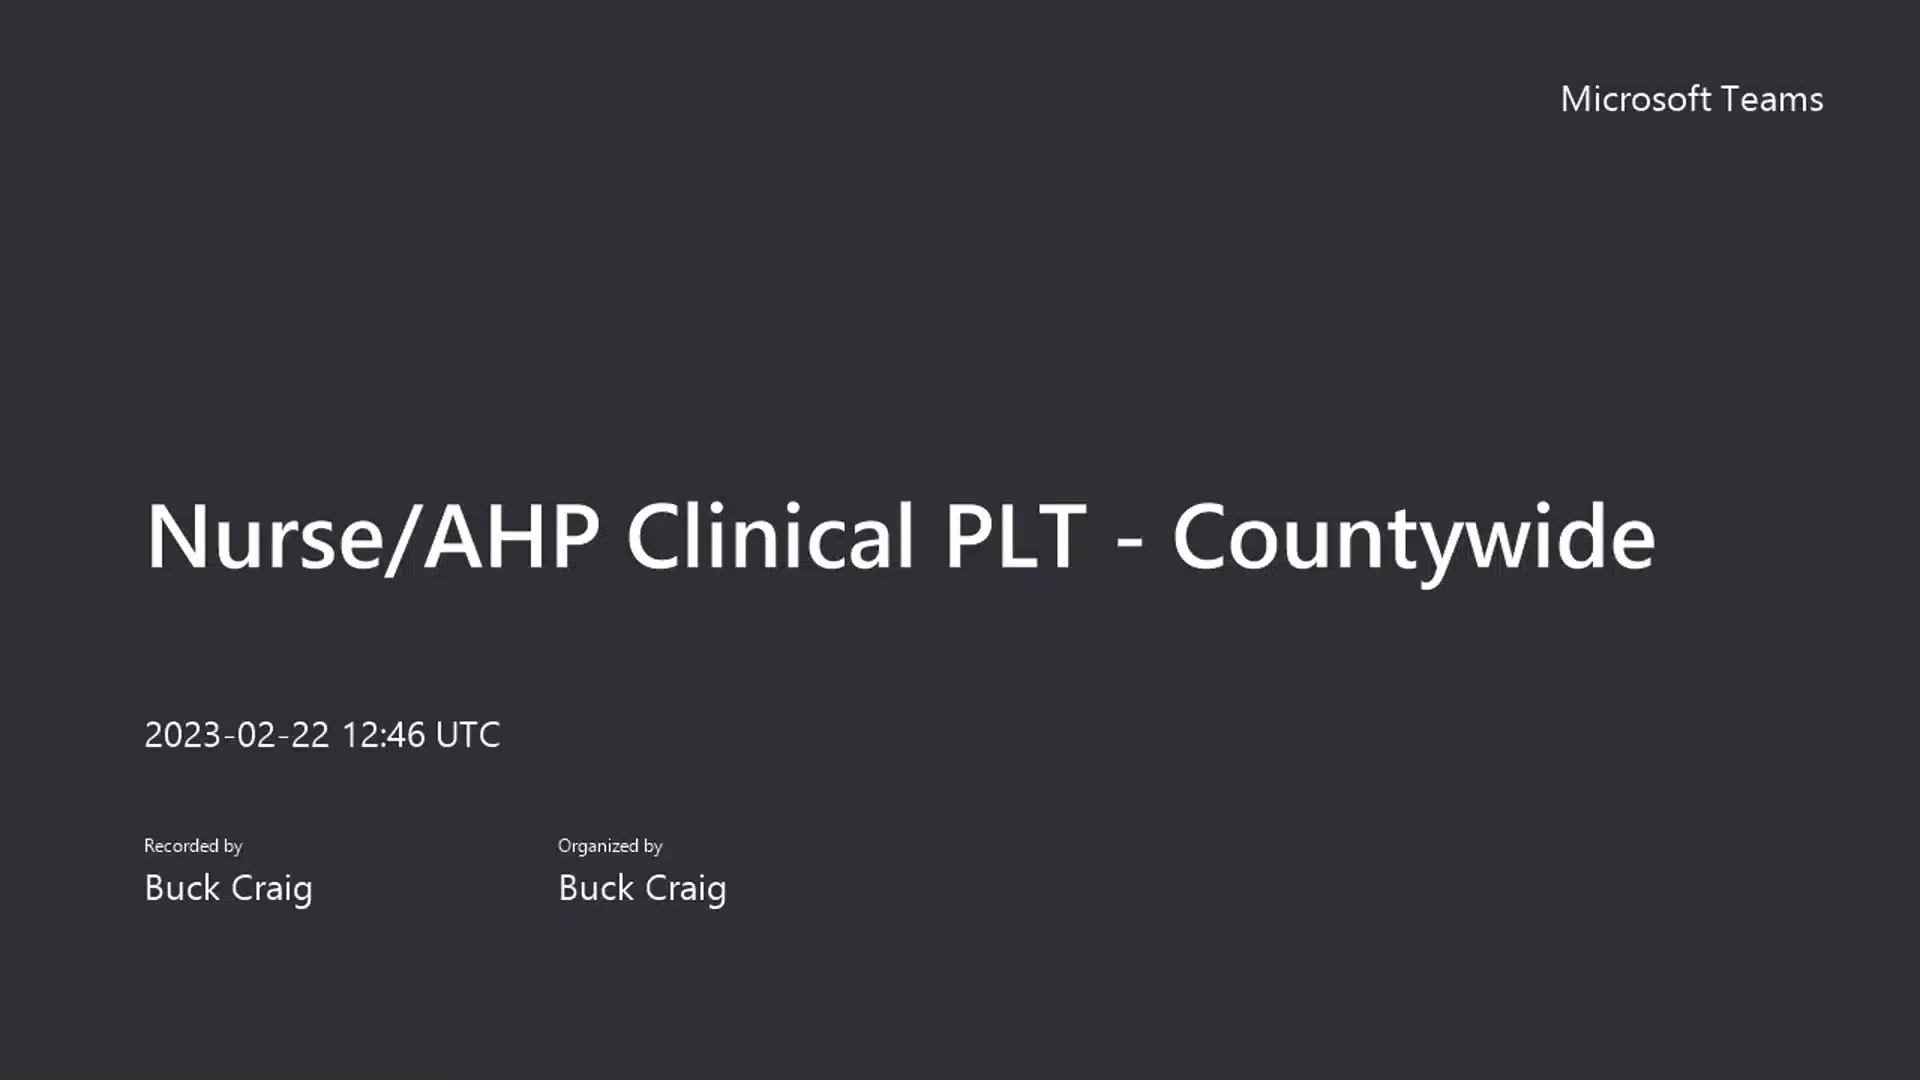 Microsoft Teams
Nurse/AHP Clinical PLT - Countywide
2023-02-22 12:46 UTC
Recorded by
Buck Craig
Organized by
Buck Craig